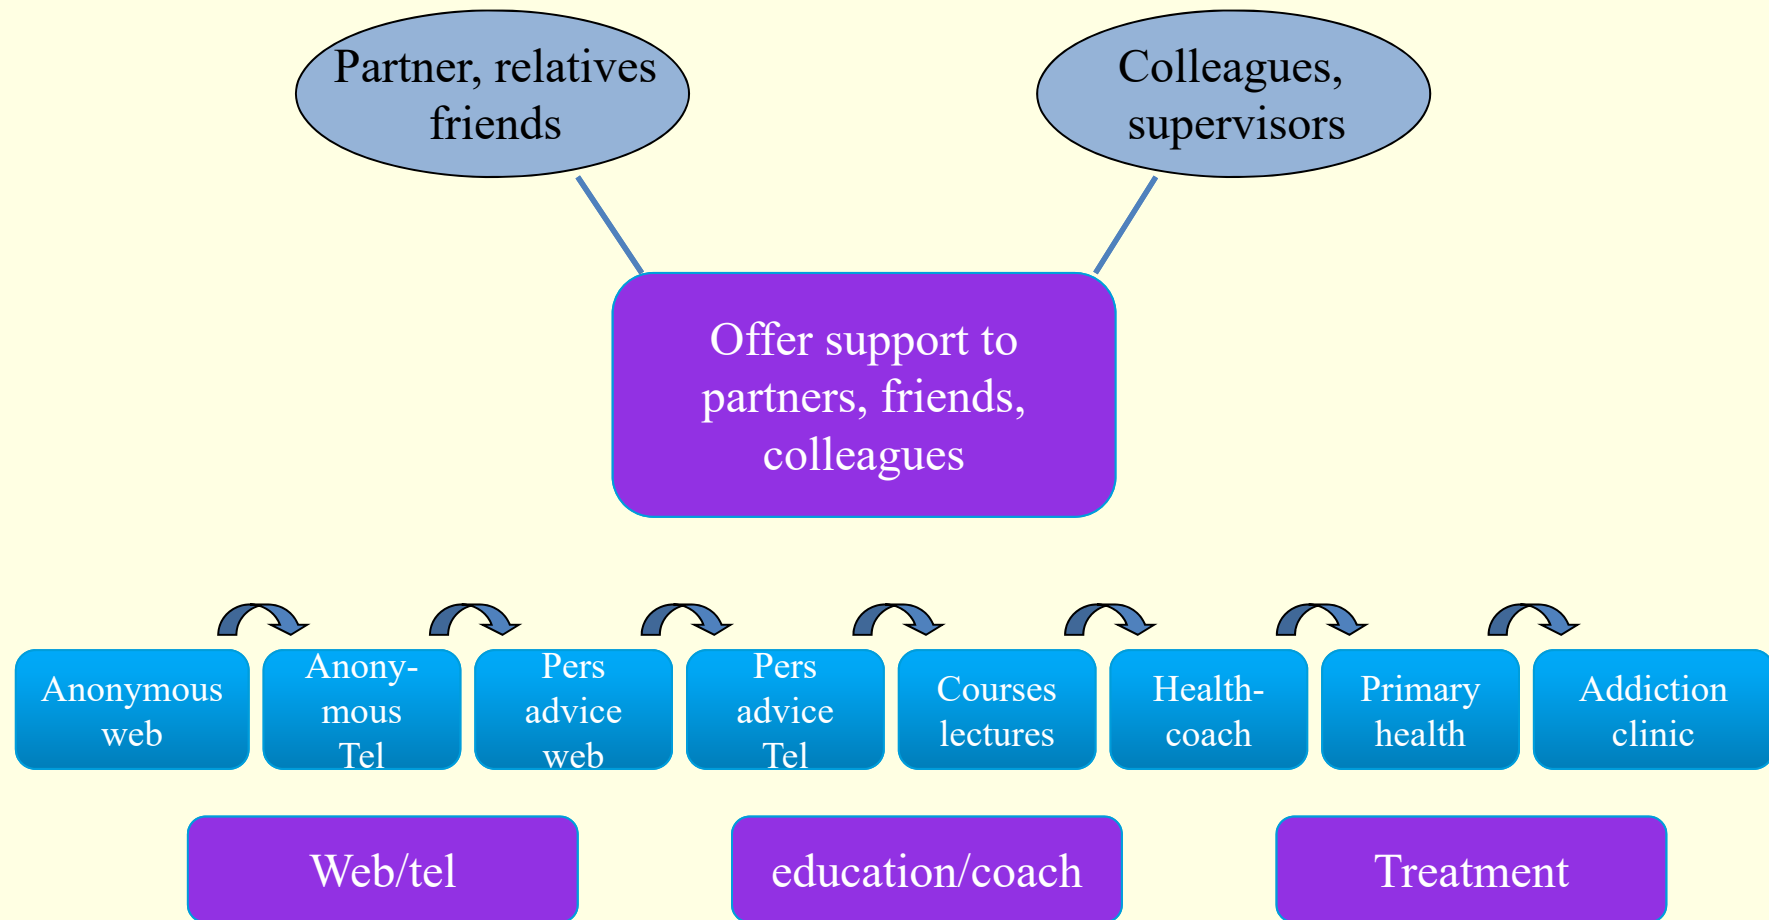 Partner, relatives
friends
Colleagues,
supervisors
Offer support to
partners, friends,
colleagues
Anonymous
web
Anony-
mous
Tel
Pers
advice
web
Pers
advice
Tel
Courses
lectures
Health-
coach
Primary
health
Addiction
clinic
Web/tel
education/coach
Treatment